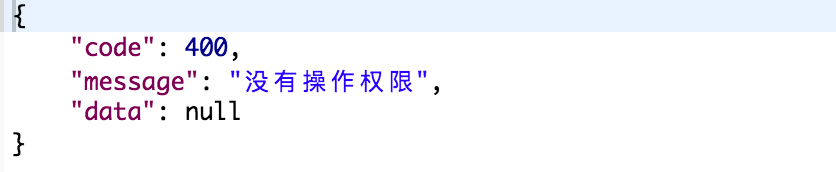 {
    "code": 400,
    "message": "没有操作权限",
    "data": null
}